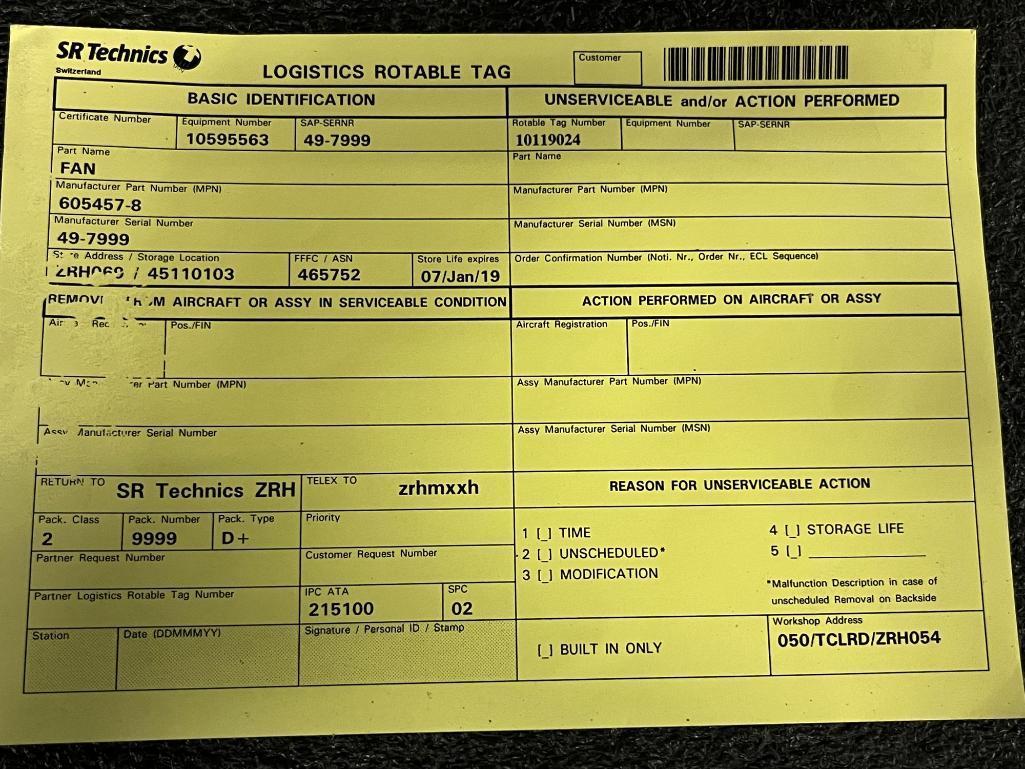 SR Technics
Switzerland
LOGISTICS ROTABLE TAG
Customer
BASIC IDENTIFICATION
UNSERVICEABLE and/or ACTION PERFORMED
Certificate Number Equipment Number SAP-SERNR
10595563 49-7999
Rotable Tag Number Equipment Number SAP-SERNR
10119024
Part Name
FAN
Part Name
Manufacturer Part Number (MPN)
605457-8
Manufacturer Part Number (MPN)
Manufacturer Serial Number
49-7999
Manufacturer Serial Number (MSN)
Address / Storage Location FFFC / ASN Store Life expires
/ 45110103 465752 07/Jan/19
Order Confirmation Number (Noti. Nr., Order Nr., ECL Sequence)
AIRCRAFT OR ASSY IN SERVICEABLE CONDITION
ACTION PERFORMED ON AIRCRAFT OR ASSY
Pos./FIN
Aircraft Registration Pos./FIN
Part Number (MPN)
Assy Manufacturer Part Number (MPN)
Assy Manufacturer Serial Number
Assy Manufacturer Serial Number (MSN)
RETURN TO SR Technics ZRH TELEX TO zrhmxxh
REASON FOR UNSERVICEABLE ACTION
Pack. Class Pack. Number Pack. Type Priority
2 9999 D+
Partner Request Number Customer Request Number
Partner Logistics Rotable Tag Number IPC ATA SPC
215100 02
1 [_] TIME 4 [_] STORAGE LIFE
2 [_] UNSCHEDULED* 5 [_]
3 [_] MODIFICATION
*Malfunction Description in case of
unscheduled Removal on Backside
Station Date (DDMMMYY) Signature / Personal ID / Stamp
[_] BUILT IN ONLY
Workshop Address
050/TCLRD/ZRH054